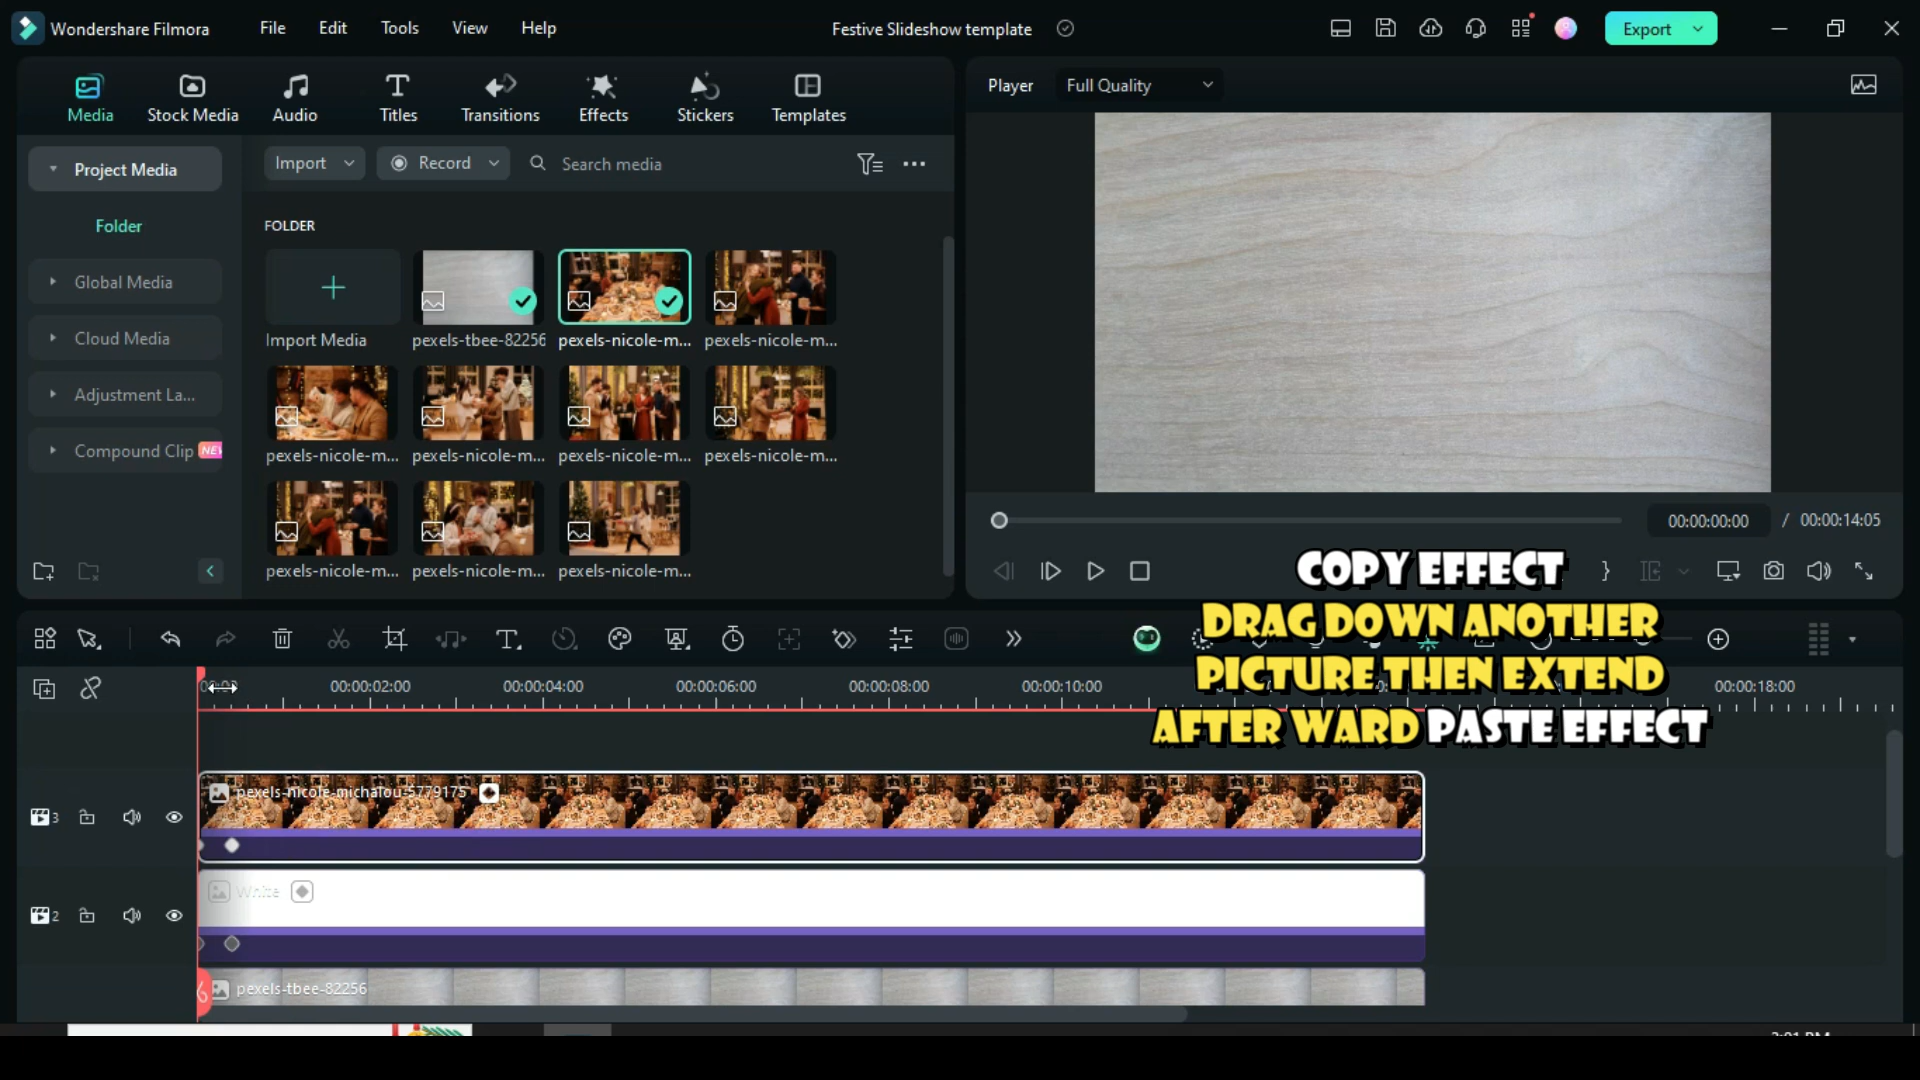 Wondershare Filmora
File
Edit
Tools
View
Help
Festive Slideshow template
Export
Media
Stock Media
Audio
Titles
Transitions
Effects
Stickers
Templates
Player
Full Quality
Project Media
Folder
Global Media
Cloud Media
Adjustment La...
Compound Clip
Import
Record
Search media
FOLDER
Import Media
pexels-tbee-82256
pexels-nicole-m...
pexels-nicole-m...
pexels-nicole-m...
pexels-nicole-m...
pexels-nicole-m...
pexels-nicole-m...
pexels-nicole-m...
pexels-nicole-m...
pexels-nicole-m...
00:00:00:00 / 00:00:14:05
COPY EFFECT
DRAG DOWN ANOTHER
PICTURE THEN EXTEND
AFTER WARD PASTE EFFECT
00:00:02:00
00:00:04:00
00:00:06:00
00:00:08:00
00:00:10:00
00:00:18:00
pexels-nicole-michalou-5779175
3
White
2
pexels-tbee-82256